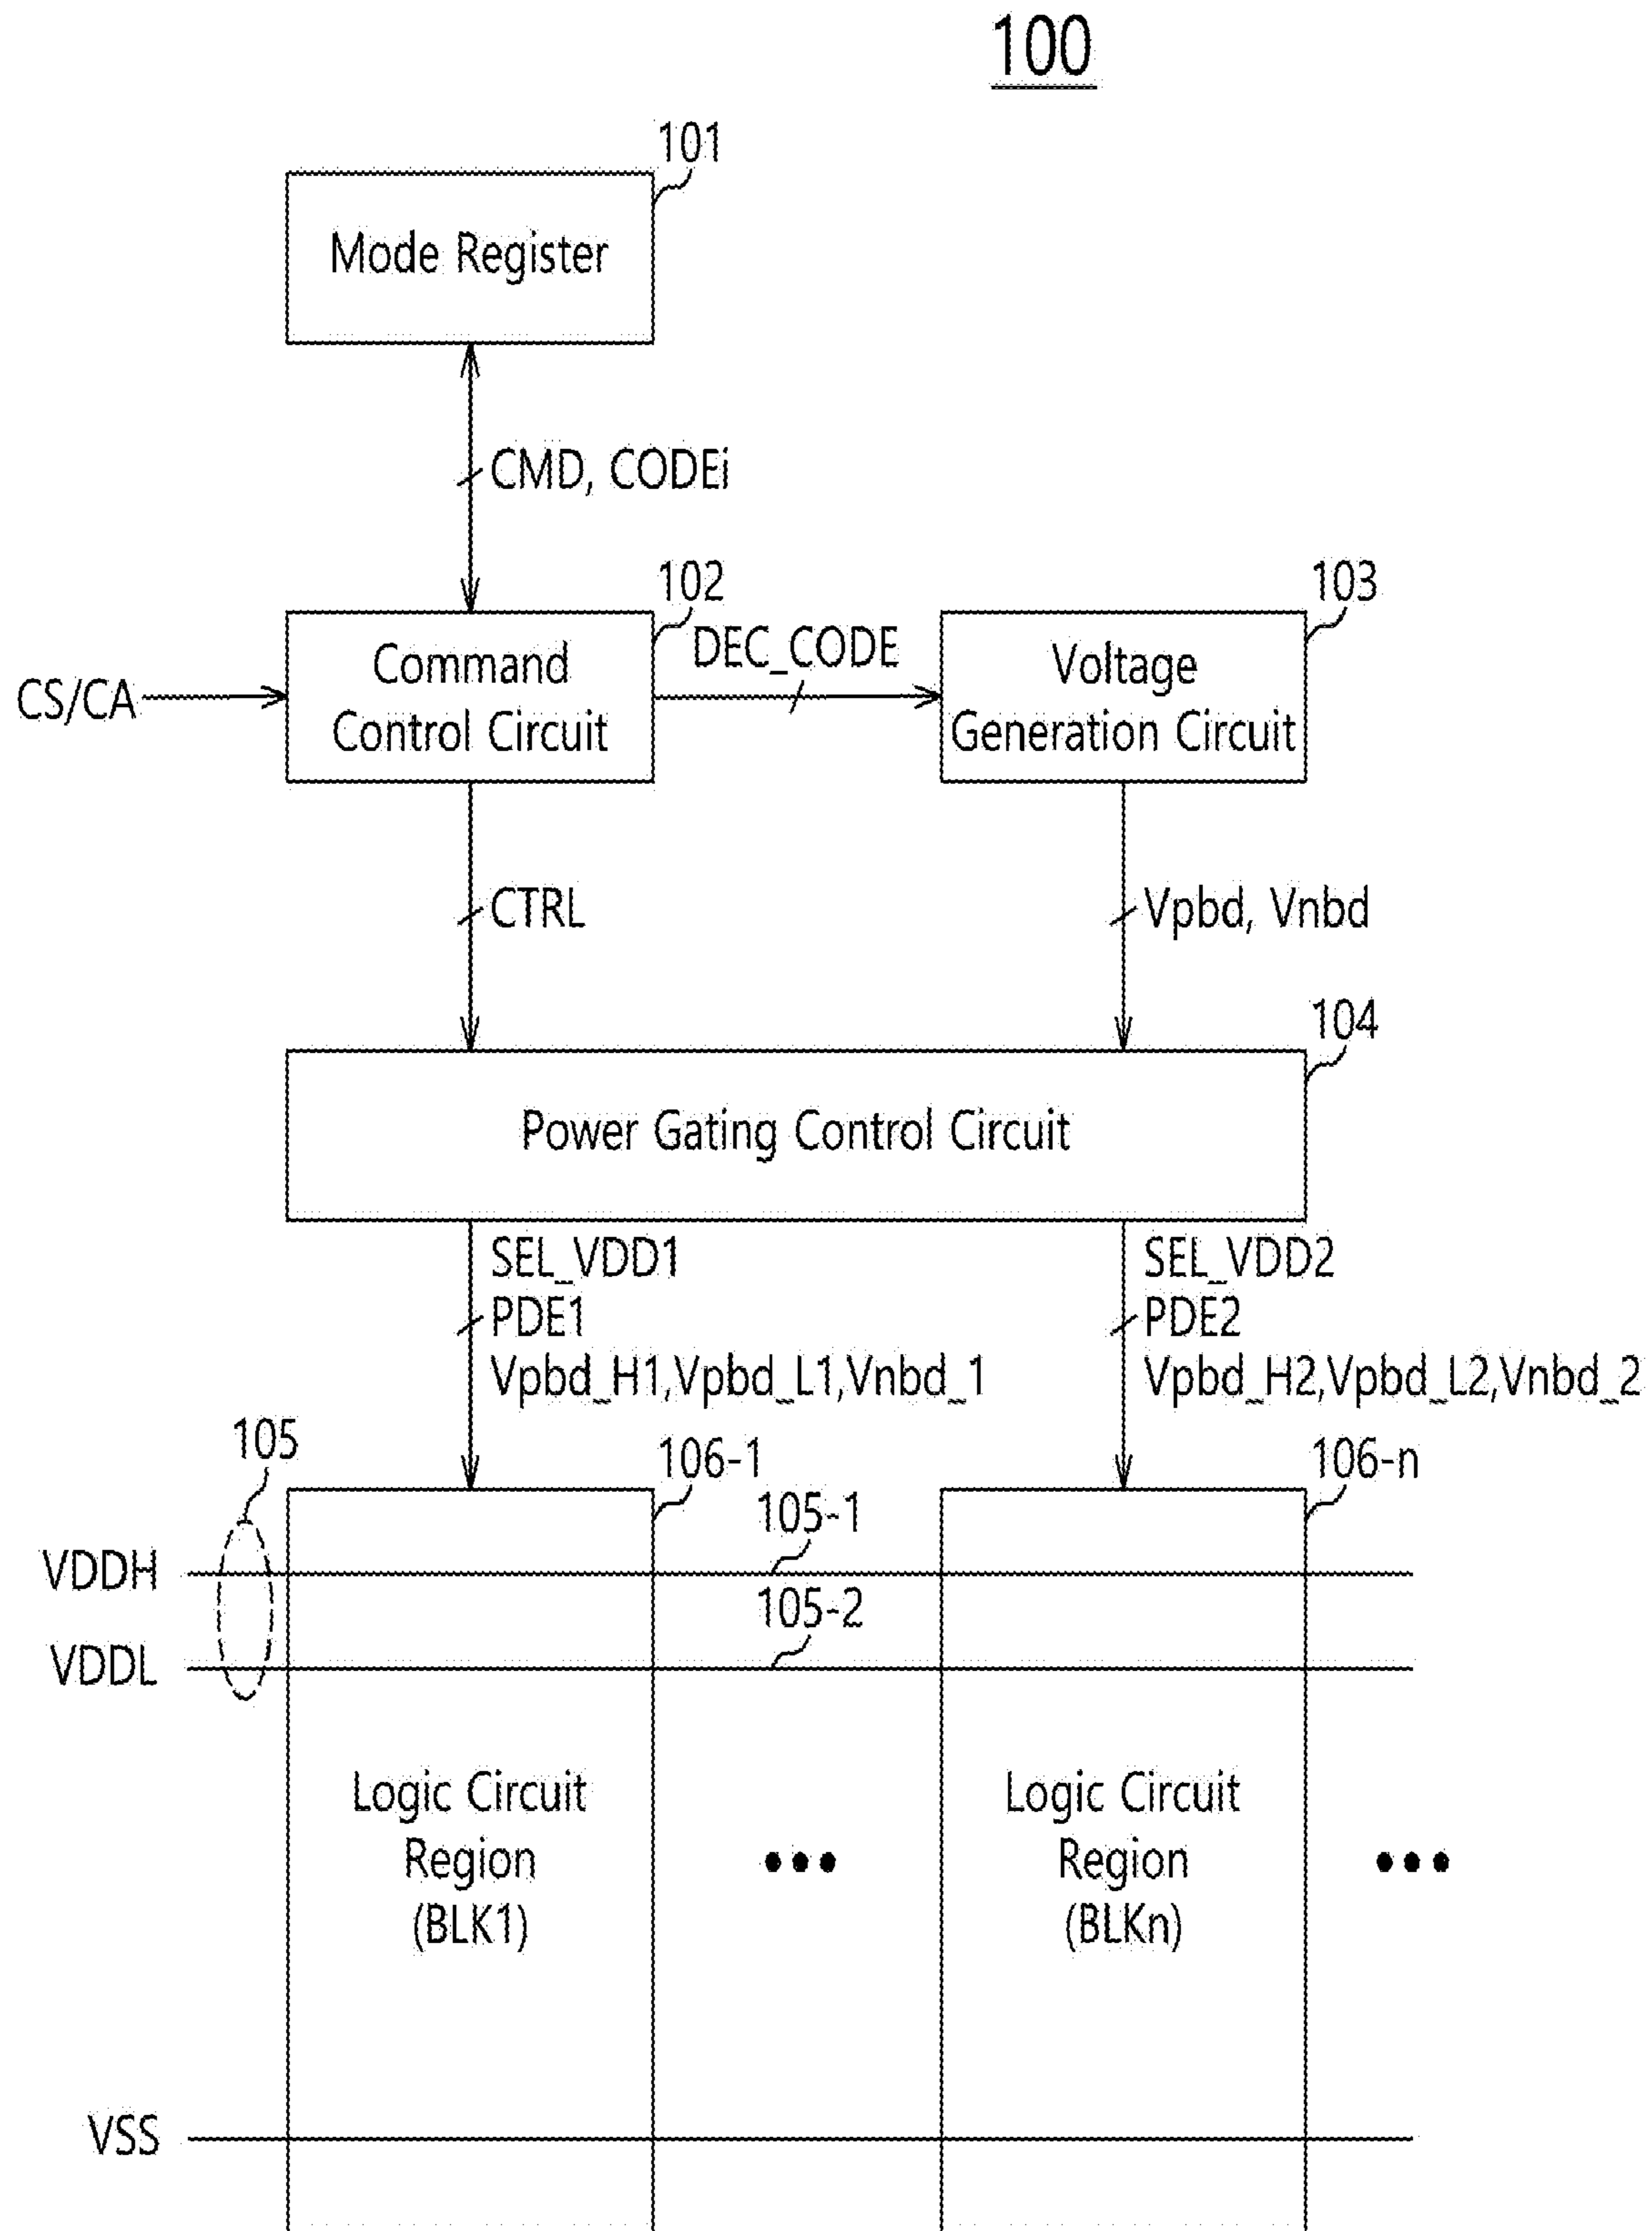 100
101
Mode Register
CMD, CODEi
102
103
Command
Control Circuit
DEC_CODE
Voltage
Generation Circuit
CS/CA
CTRL
Vpbd, Vnbd
104
Power Gating Control Circuit
SEL_VDD1
PDE1
Vpbd_H1,Vpbd_L1,Vnbd_1
SEL_VDD2
PDE2
Vpbd_H2,Vpbd_L2,Vnbd_2
105
106-1
106-n
105-1
VDDH
105-2
VDDL
Logic Circuit
Region
(BLK1)
•••
Logic Circuit
Region
(BLKn)
•••
VSS